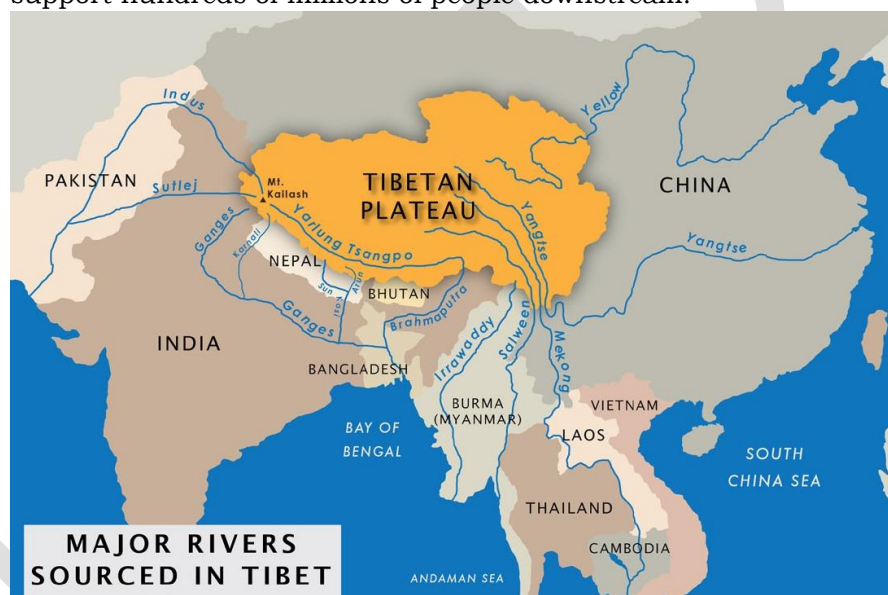 support hundreds of millions of people downstream.
Indus
Yellow
PAKISTAN
Sutlej
Mt.
Kailash
TIBETAN
PLATEAU
CHINA
Ganges
Karnali
Yarlung Tsangpo
Yangtse
Yangtse
NEPAL
Sun
Kosi
Arun
BHUTAN
Ganges
Brahmaputra
INDIA
BANGLADESH
Irrawaddy
Salween
Mekong
BURMA
(MYANMAR)
VIETNAM
LAOS
BAY OF
BENGAL
SOUTH
CHINA SEA
THAILAND
CAMBODIA
ANDAMAN SEA
MAJOR RIVERS
SOURCED IN TIBET